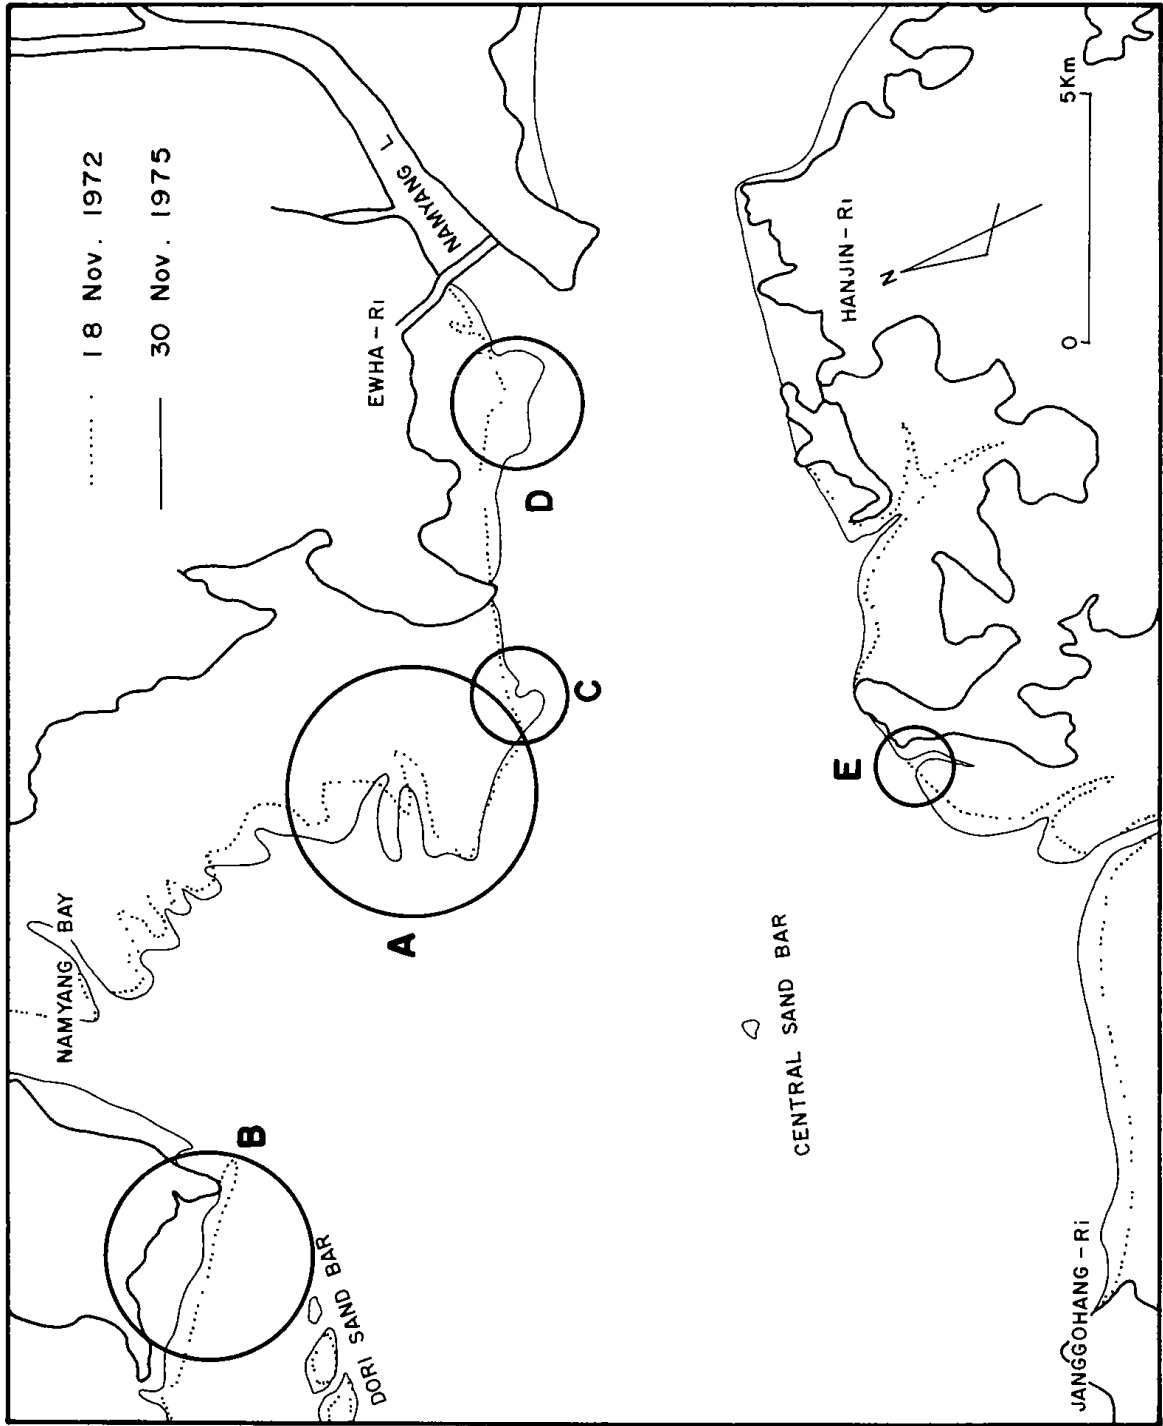 18 Nov. 1972
30 Nov. 1975
NAMYANG BAY
NAMYANG L
EWHA-RI
A
B
C
D
E
DORI SAND BAR
CENTRAL SAND BAR
HANJIN-RI
JANGGOHANG-RI
N
0 5Km